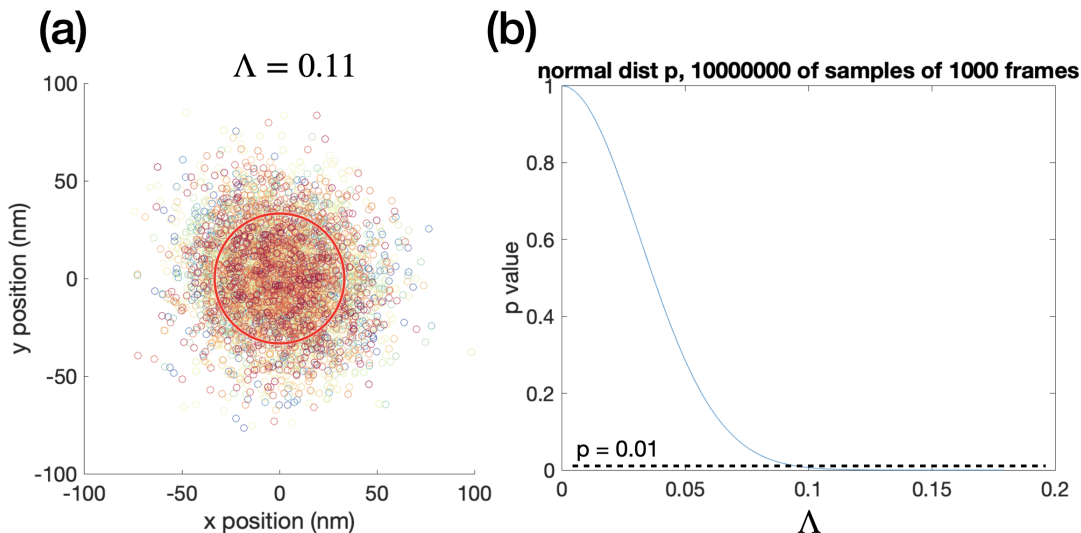 (a)
Λ = 0.11
100
50
0
-50
-100
-100 -50 0 50 100
x position (nm)
y position (nm)
(b)
normal dist p, 10000000 of samples of 1000 frames
1
0.8
0.6
0.4
0.2
0
p = 0.01
0 0.05 0.1 0.15 0.2
Λ
p value